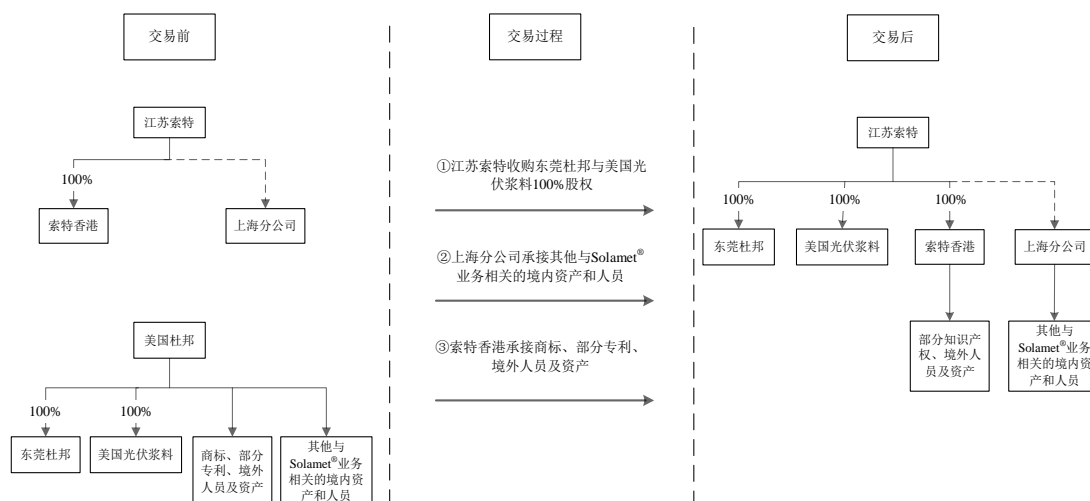 交易前
江苏索特
100%
索特香港
上海分公司
美国杜邦
100%
100%
东莞杜邦
美国光伏浆料
商标、部分
专利、境外
人员及资产
其他与
Solamet®业务
相关的境内资
产和人员
交易过程
①江苏索特收购东莞杜邦与美国光
伏浆料100%股权
②上海分公司承接其他与Solamet®
业务相关的境内资产和人员
③索特香港承接商标、部分专利、
境外人员及资产
交易后
江苏索特
100%
100%
100%
东莞杜邦
美国光伏浆料
索特香港
上海分公司
部分知识产
权、境外人
员及资产
其他与
Solamet®业务
相关的境内资
产和人员